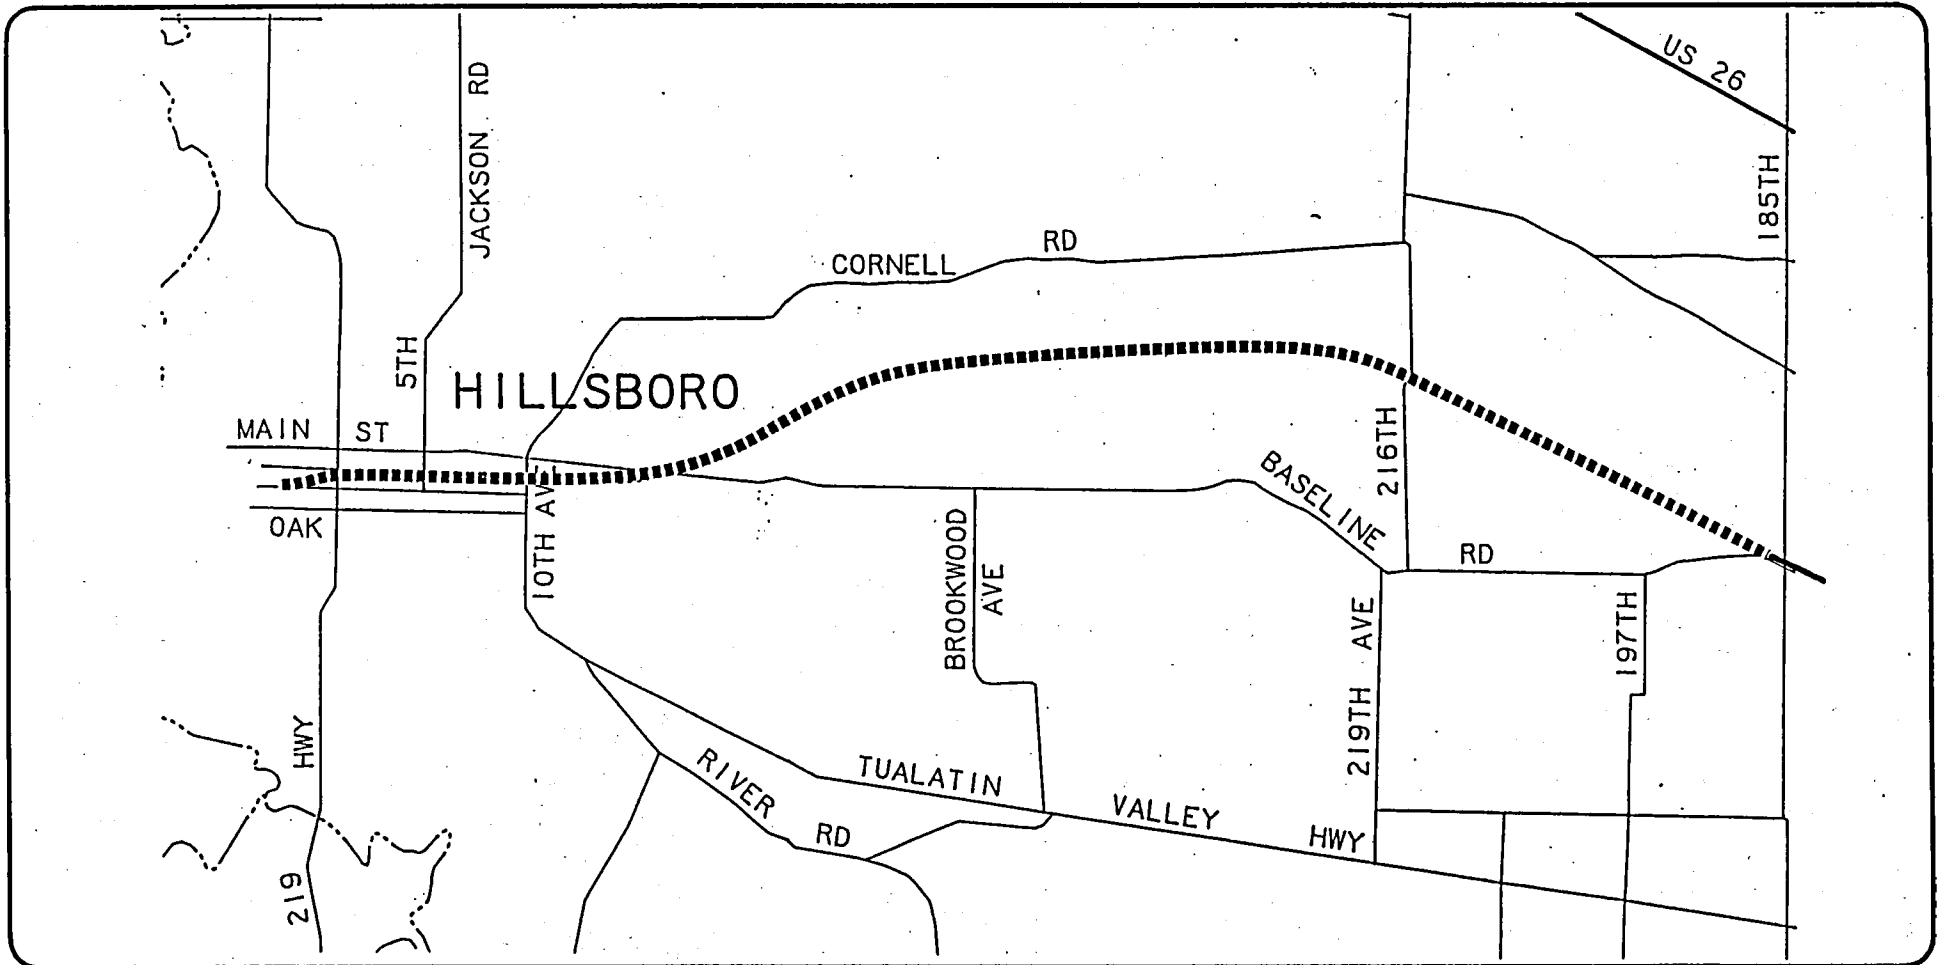 US 26
JACKSON RD
185TH
CORNELL RD
5TH
HILLSBORO
MAIN ST
216TH
BASELINE RD
OAK
10TH AVE
BROOKWOOD AVE
219TH AVE
197TH
HWY 219
RIVER RD
TUALATIN VALLEY HWY